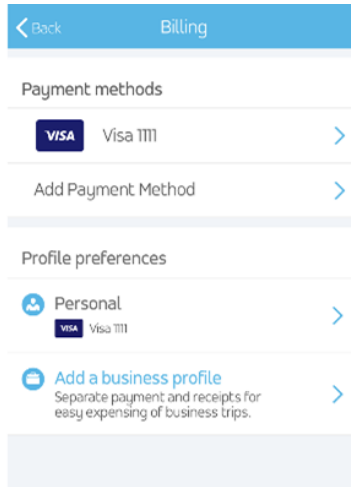 Back
Billing
Payment methods
VISA Visa 1111
Add Payment Method
Profile preferences
Personal
VISA Visa 1111
Add a business profile
Separate payment and receipts for
easy expensing of business trips.